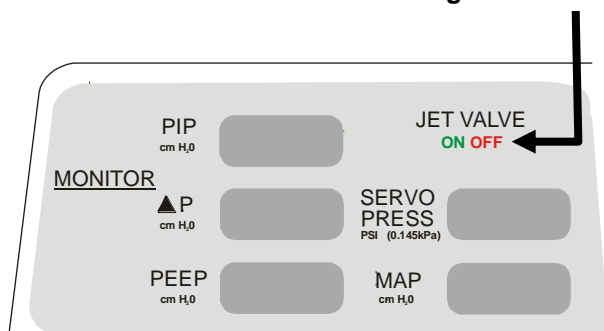 PIP
cm H₂0
JET VALVE
ON OFF
MONITOR
▲P
cm H₂0
SERVO
PRESS
PSI (0.145kPa)
PEEP
cm H₂0
MAP
cm H₂0